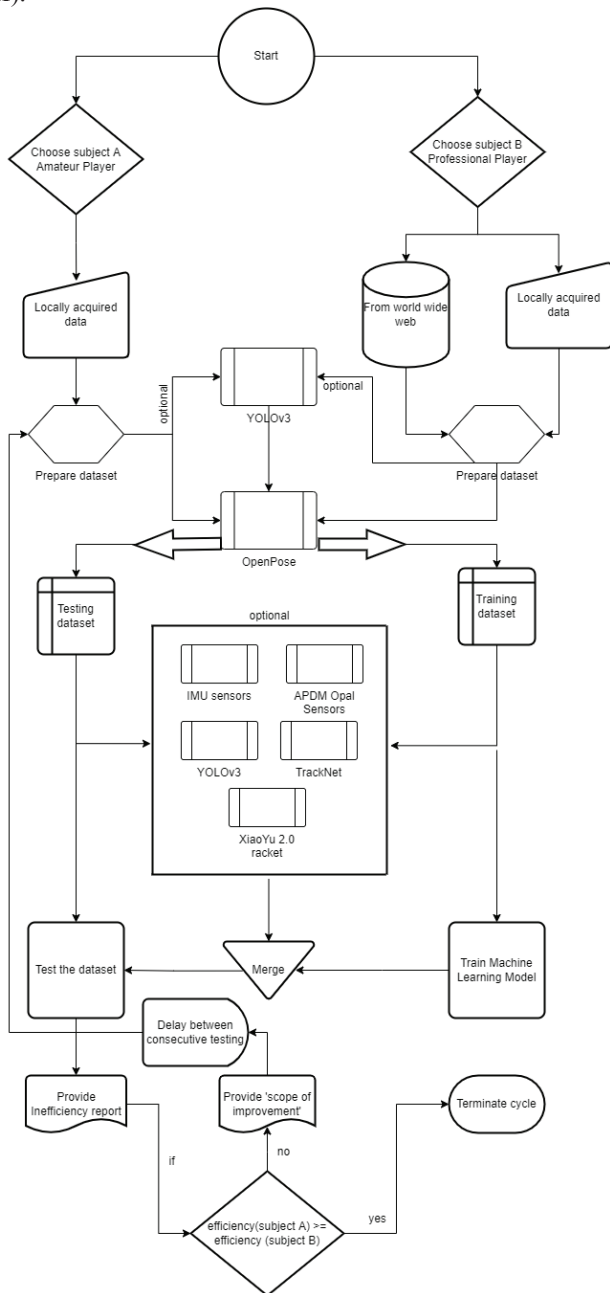 Start
Choose subject A
Amateur Player
Choose subject B
Professional Player
Locally acquired
data
From world wide
web
Locally acquired
data
optional
YOLOv3
optional
Prepare dataset
Prepare dataset
OpenPose
Testing
dataset
Training
dataset
optional
IMU sensors
APDM Opal
Sensors
YOLOv3
TrackNet
XiaoYu 2.0
racket
Test the dataset
Merge
Train Machine
Learning Model
Delay between
consecutive testing
Provide
Inefficiency report
Provide 'scope of
improvement'
Terminate cycle
if
no
yes
efficiency(subject A) >=
efficiency (subject B)